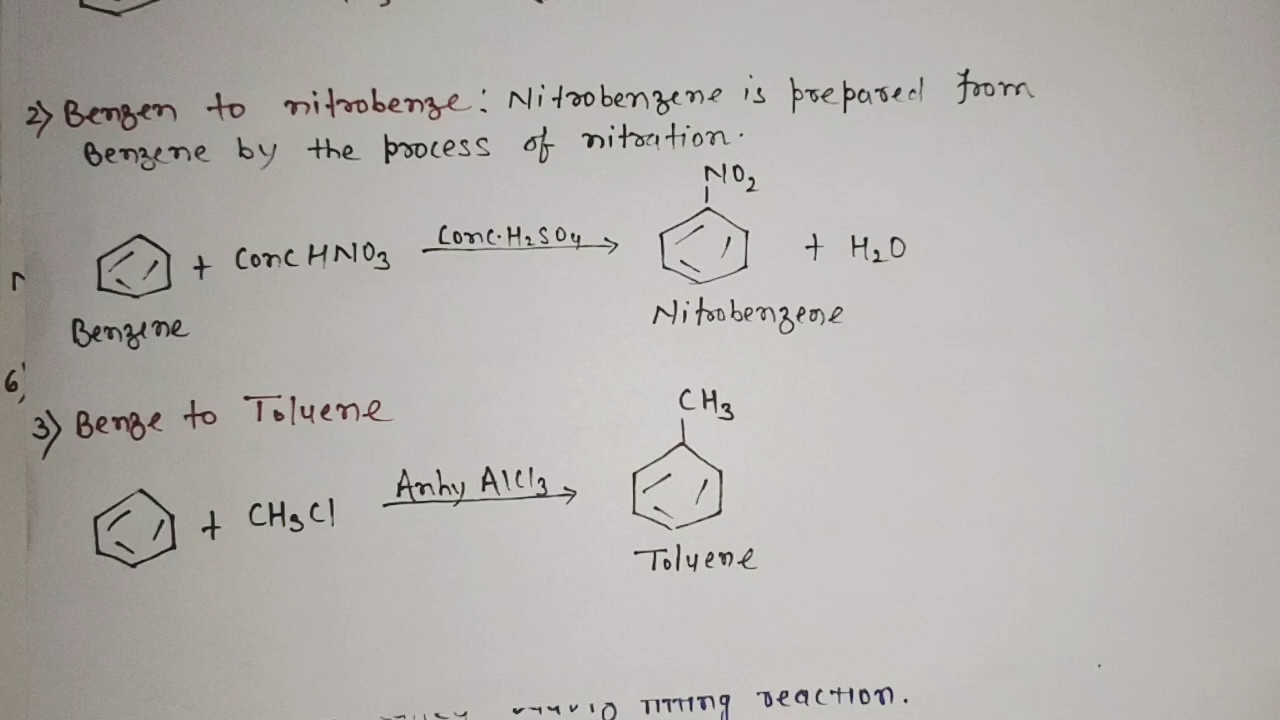 2) Benzen to nitrobenze: Nitrobenzene is prepared from
Benzene by the process of nitration.
NO2
+ Conc HNO3 Conc. H2SO4 + H2O
Benzene
Nitrobenzene
6,
3) Benze to Toluene
CH3
+ CH3Cl Anhy AlCl3
Toluene
reaction.